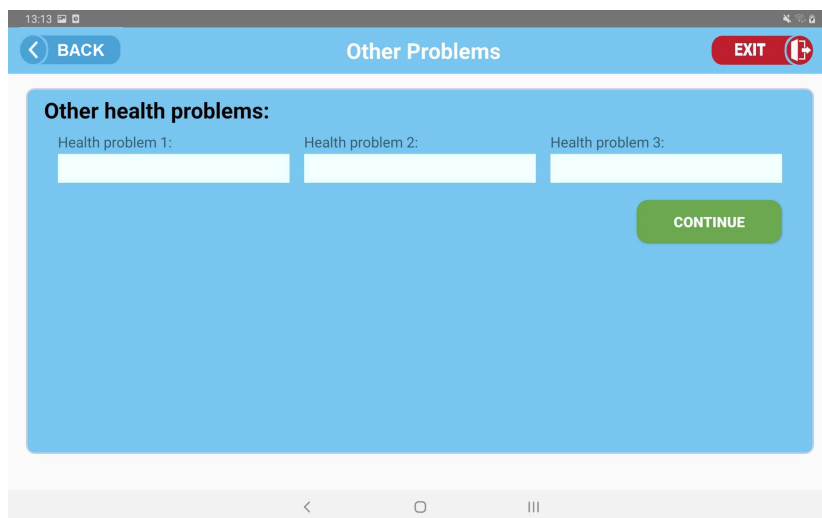 13:13
BACK Other Problems EXIT
Other health problems:
Health problem 1: Health problem 2: Health problem 3:
CONTINUE